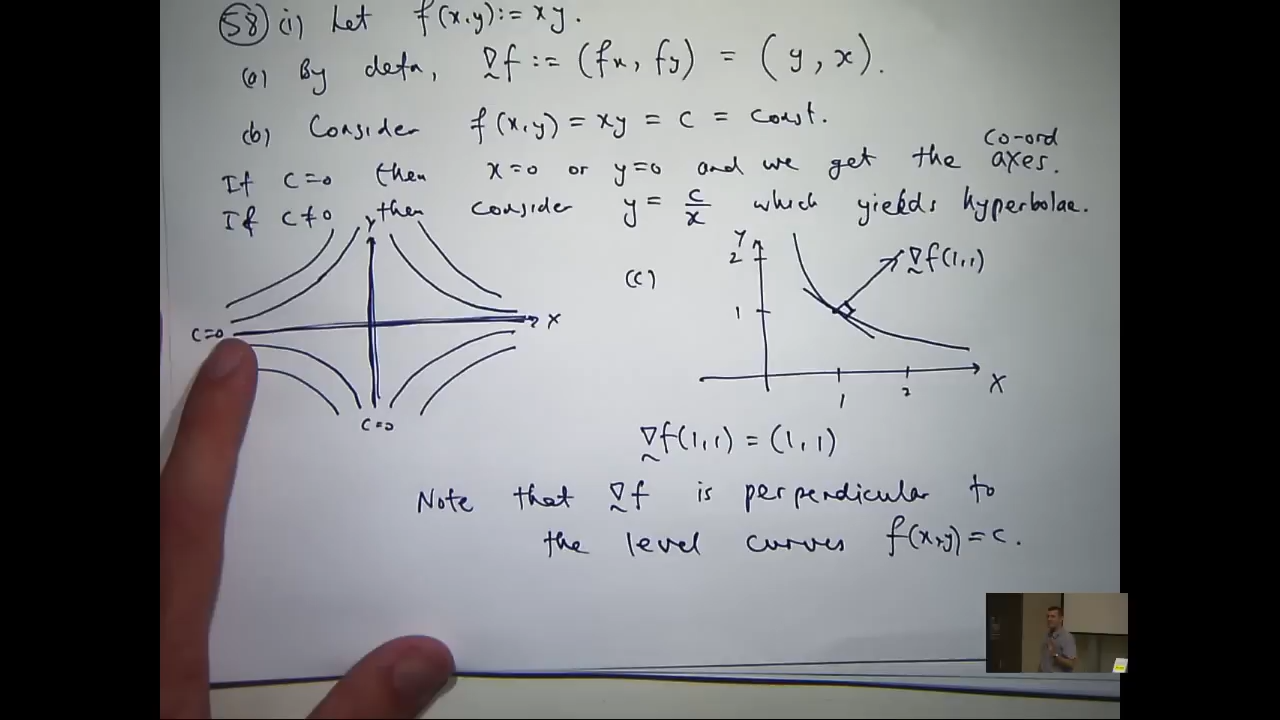 58 (i) Let f(x,y) := xy.
(a) By defn, ∇f := (fx, fy) = (y, x).
(b) Consider f(x,y) = xy = c = const.
If c=0 then x=0 or y=0 and we get the co-ord axes.
If c≠0 then consider y = c/x which yields hyperbolae.
y
x
c=0
c=0
(c)
y
2
1
1
2
x
∇f(1,1)
∇f(1,1) = (1,1)
Note that ∇f is perpendicular to
the level curves f(x,y)=c.